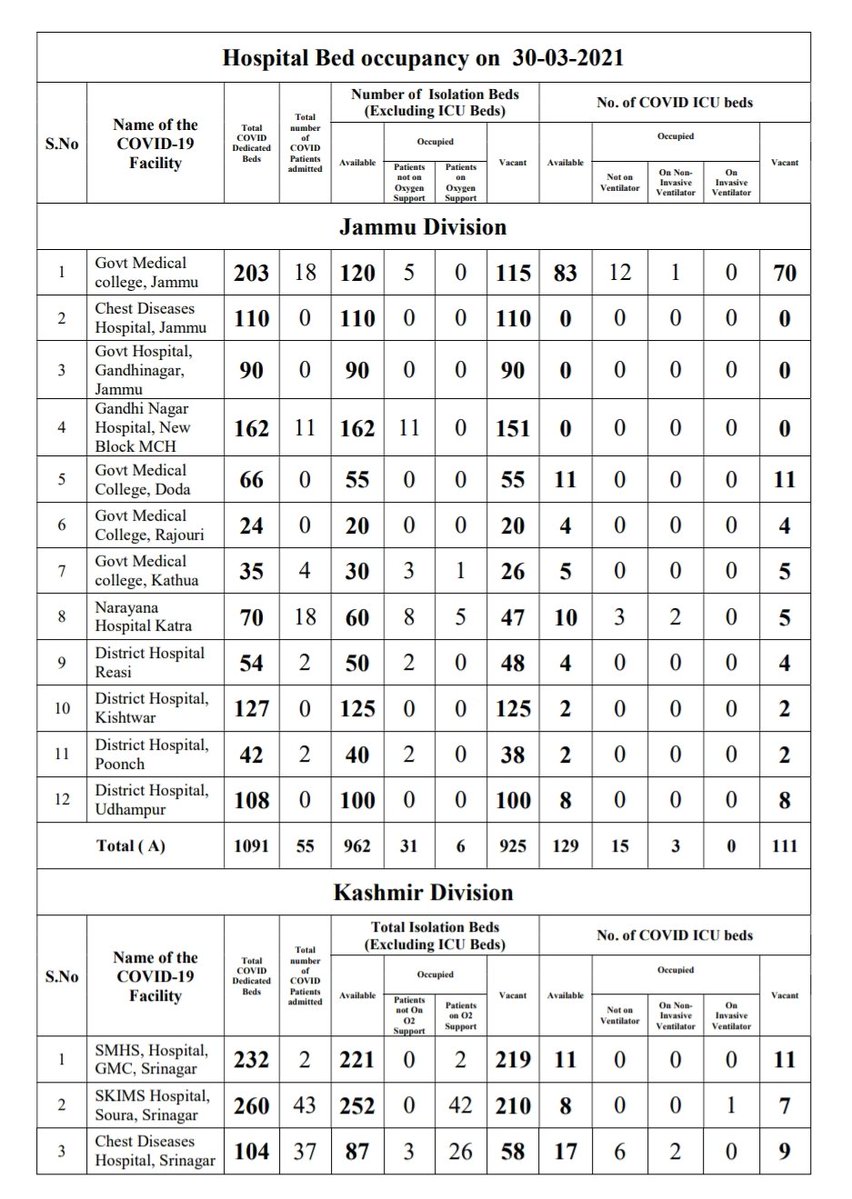 Hospital Bed occupancy on 30-03-2021
S.No
Name of the
COVID-19
Facility
Total
COVID
Dedicated
Beds
Total
number
of
COVID
Patients
admitted
Number of Isolation Beds
(Excluding ICU Beds)
No. of COVID ICU beds
Available
Occupied
Vacant
Available
Occupied
Vacant
Patients
not on
Oxygen
Support
Patients
on
Oxygen
Support
Not on
Ventilator
On Non-
Invasive
Ventilator
On
Invasive
Ventilator
Jammu Division
1 Govt Medical
college, Jammu 203 18 120 5 0 115 83 12 1 0 70
2 Chest Diseases
Hospital, Jammu 110 0 110 0 0 110 0 0 0 0 0
3 Govt Hospital,
Gandhinagar,
Jammu 90 0 90 0 0 90 0 0 0 0 0
4 Gandhi Nagar
Hospital, New
Block MCH 162 11 162 11 0 151 0 0 0 0 0
5 Govt Medical
College, Doda 66 0 55 0 0 55 11 0 0 0 11
6 Govt Medical
College, Rajouri 24 0 20 0 0 20 4 0 0 0 4
7 Govt Medical
college, Kathua 35 4 30 3 1 26 5 0 0 0 5
8 Narayana
Hospital Katra 70 18 60 8 5 47 10 3 2 0 5
9 District Hospital
Reasi 54 2 50 2 0 48 4 0 0 0 4
10 District Hospital,
Kishtwar 127 0 125 0 0 125 2 0 0 0 2
11 District Hospital,
Poonch 42 2 40 2 0 38 2 0 0 0 2
12 District Hospital,
Udhampur 108 0 100 0 0 100 8 0 0 0 8
Total ( A) 1091 55 962 31 6 925 129 15 3 0 111
Kashmir Division
S.No
Name of the
COVID-19
Facility
Total
COVID
Dedicated
Beds
Total
number
of
COVID
Patients
admitted
Total Isolation Beds
(Excluding ICU Beds)
No. of COVID ICU beds
Available
Occupied
Vacant
Available
Occupied
Vacant
Patients
not On
O2
Support
Patients
on O2
Support
Not on
Ventilator
On Non-
Invasive
Ventilator
On
Invasive
Ventilator
1 SMHS, Hospital,
GMC, Srinagar 232 2 221 0 2 219 11 0 0 0 11
2 SKIMS Hospital,
Soura, Srinagar 260 43 252 0 42 210 8 0 0 1 7
3 Chest Diseases
Hospital, Srinagar 104 37 87 3 26 58 17 6 2 0 9